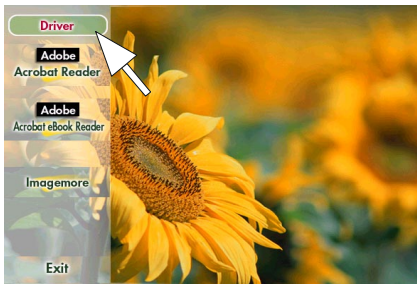 Driver
Adobe
Acrobat Reader
Adobe
Acrobat eBook Reader
Imagemore
Exit